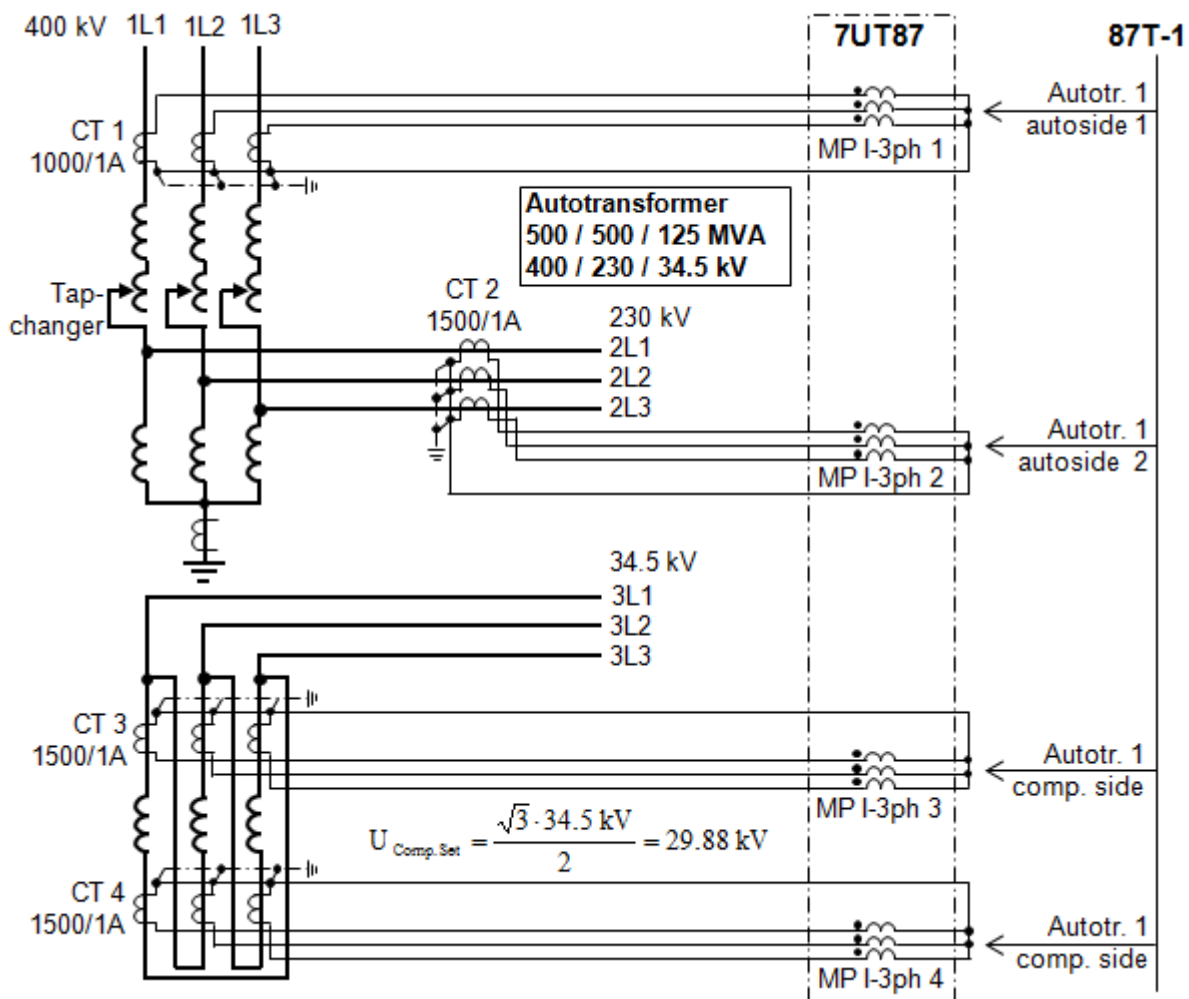 400 kV 1L1 1L2 1L3
7UT87
87T-1
CT 1
1000/1A
MP I-3ph 1
Autotr. 1
autoside 1
Autotransformer
500 / 500 / 125 MVA
400 / 230 / 34.5 kV
Tap-
changer
CT 2
1500/1A
230 kV
2L1
2L2
2L3
MP I-3ph 2
Autotr. 1
autoside 2
34.5 kV
3L1
3L2
3L3
CT 3
1500/1A
MP I-3ph 3
Autotr. 1
comp. side
U Comp. Set = √3 · 34.5 kV / 2 = 29.88 kV
CT 4
1500/1A
MP I-3ph 4
Autotr. 1
comp. side